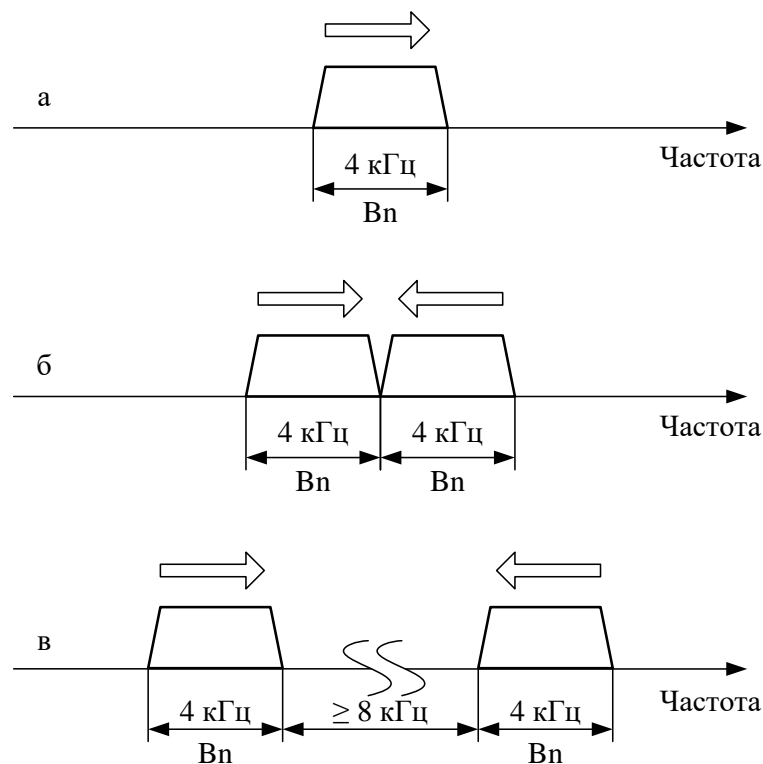 а
Частота
4 кГц
Bn
б
Частота
4 кГц 4 кГц
Bn Bn
в
Частота
4 кГц ≥ 8 кГц 4 кГц
Bn Bn